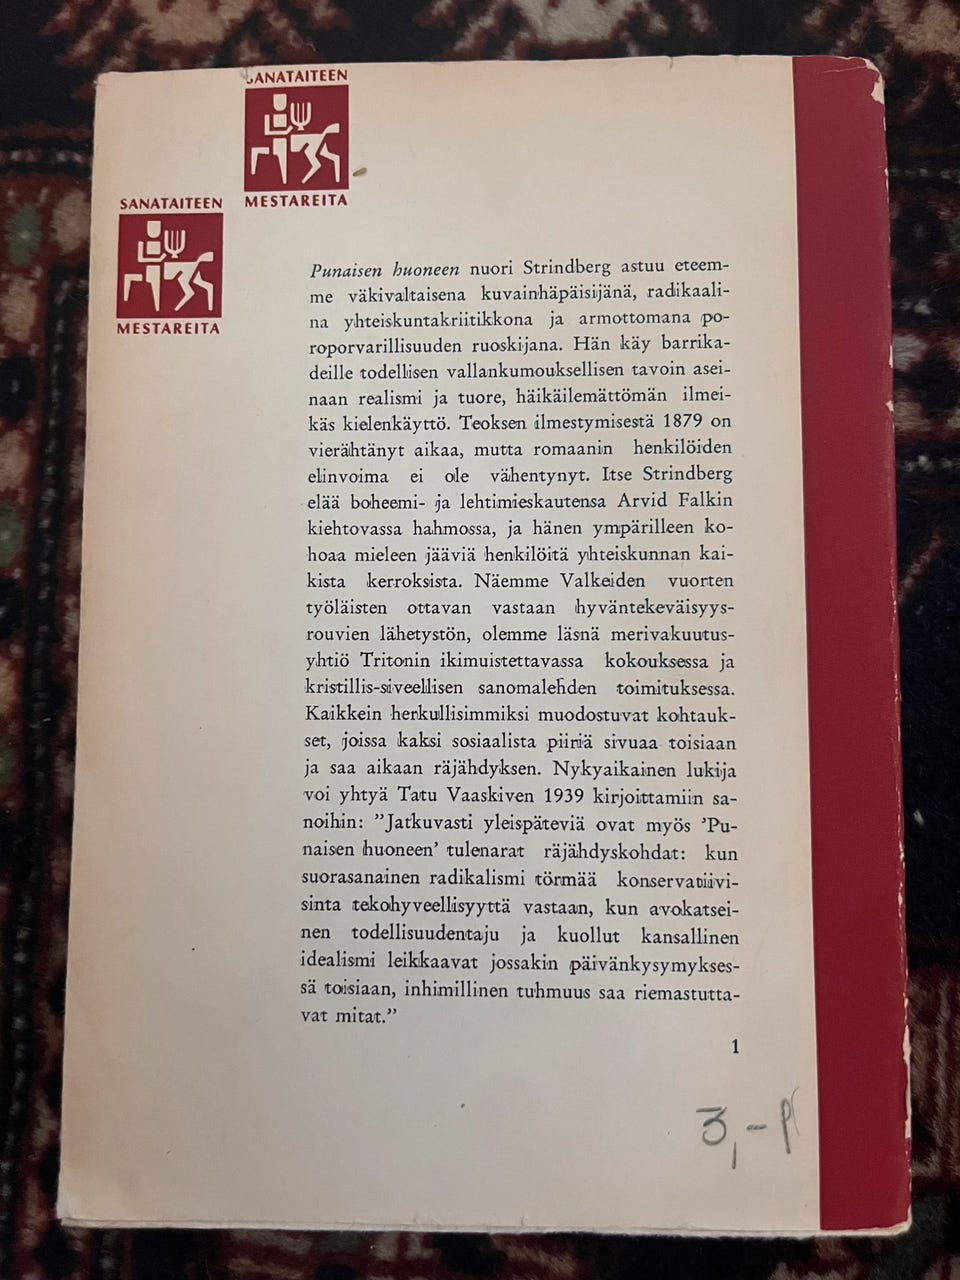 SANATAITEEN
MESTAREITA
SANATAITEEN
MESTAREITA
Punaisen huoneen nuori Strindberg astuu eteem-
me väkivaltaisena kuvainhäpäisijänä, radikaali-
na yhteiskuntakriitikkona ja armottomana po-
roporvarillisuuden ruoskijana. Hän käy barrika-
deille todellisen vallankumouksellisen tavoin asei-
naan realismi ja tuore, häikäilemättömän ilmei-
käs kielenkäyttö. Teoksen ilmestymisestä 1879 on
vierähtänyt aikaa, mutta romaanin henkilöiden
elinvoima ei ole vähentynyt. Itse Strindberg
elää boheemi- ja lehtimieskautensa Arvid Falkin
kiehtovassa hahmossa, ja hänen ympärilleen ko-
hoaa mieleen jääviä henkilöitä yhteiskunnan kai-
kista kerroksista. Näemme Valkeiden vuorten
työläisten ottavan vastaan hyväntekeväisyys-
rouvien lähetystön, olemme läsnä merivakuutus-
yhtiö Tritonin ikimuistettavassa kokouksessa ja
kristillis-siveellisen sanomalehden toimituksessa.
Kaikkein herkullisimmiksi muodostuvat kohtauk-
set, joissa kaksi sosiaalista piiriä sivuaa toisiaan
ja saa aikaan räjähdyksen. Nykyaikainen lukija
voi yhtyä Tatu Vaaskiven 1939 kirjoittamiin sa-
noihin: ”Jatkuvasti yleispäteviä ovat myös ’Pu-
naisen huoneen’ tulenarat räjähdyskohdat: kun
suorasanainen radikalismi törmää konservatiivi-
sinta tekohyveellisyyttä vastaan, kun avokatsei-
nen todellisuudentaju ja kuollut kansallinen
idealismi leikkaavat jossakin päivänkysymykses-
sä toisiaan, inhimillinen tuhmuus saa riemastutta-
vat mitat.”
1
3,-